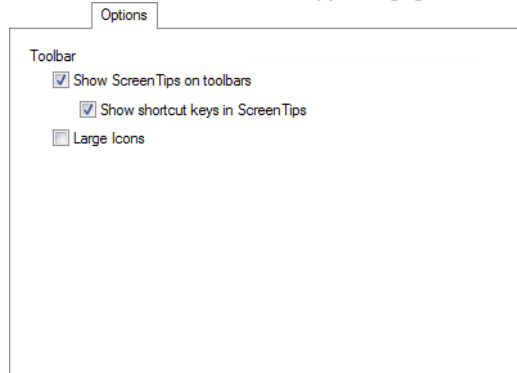 Options
Toolbar
Show ScreenTips on toolbars
Show shortcut keys in ScreenTips
Large Icons